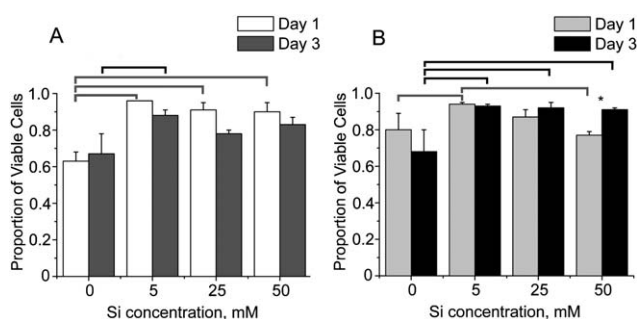 A
Day 1
Day 3
Proportion of Viable Cells
1.0
0.8
0.6
0.4
0.2
0
0
5
25
50
Si concentration, mM
B
Day 1
Day 3
*
Proportion of Viable Cells
1.0
0.8
0.6
0.4
0.2
0
0
5
25
50
Si concentration, mM